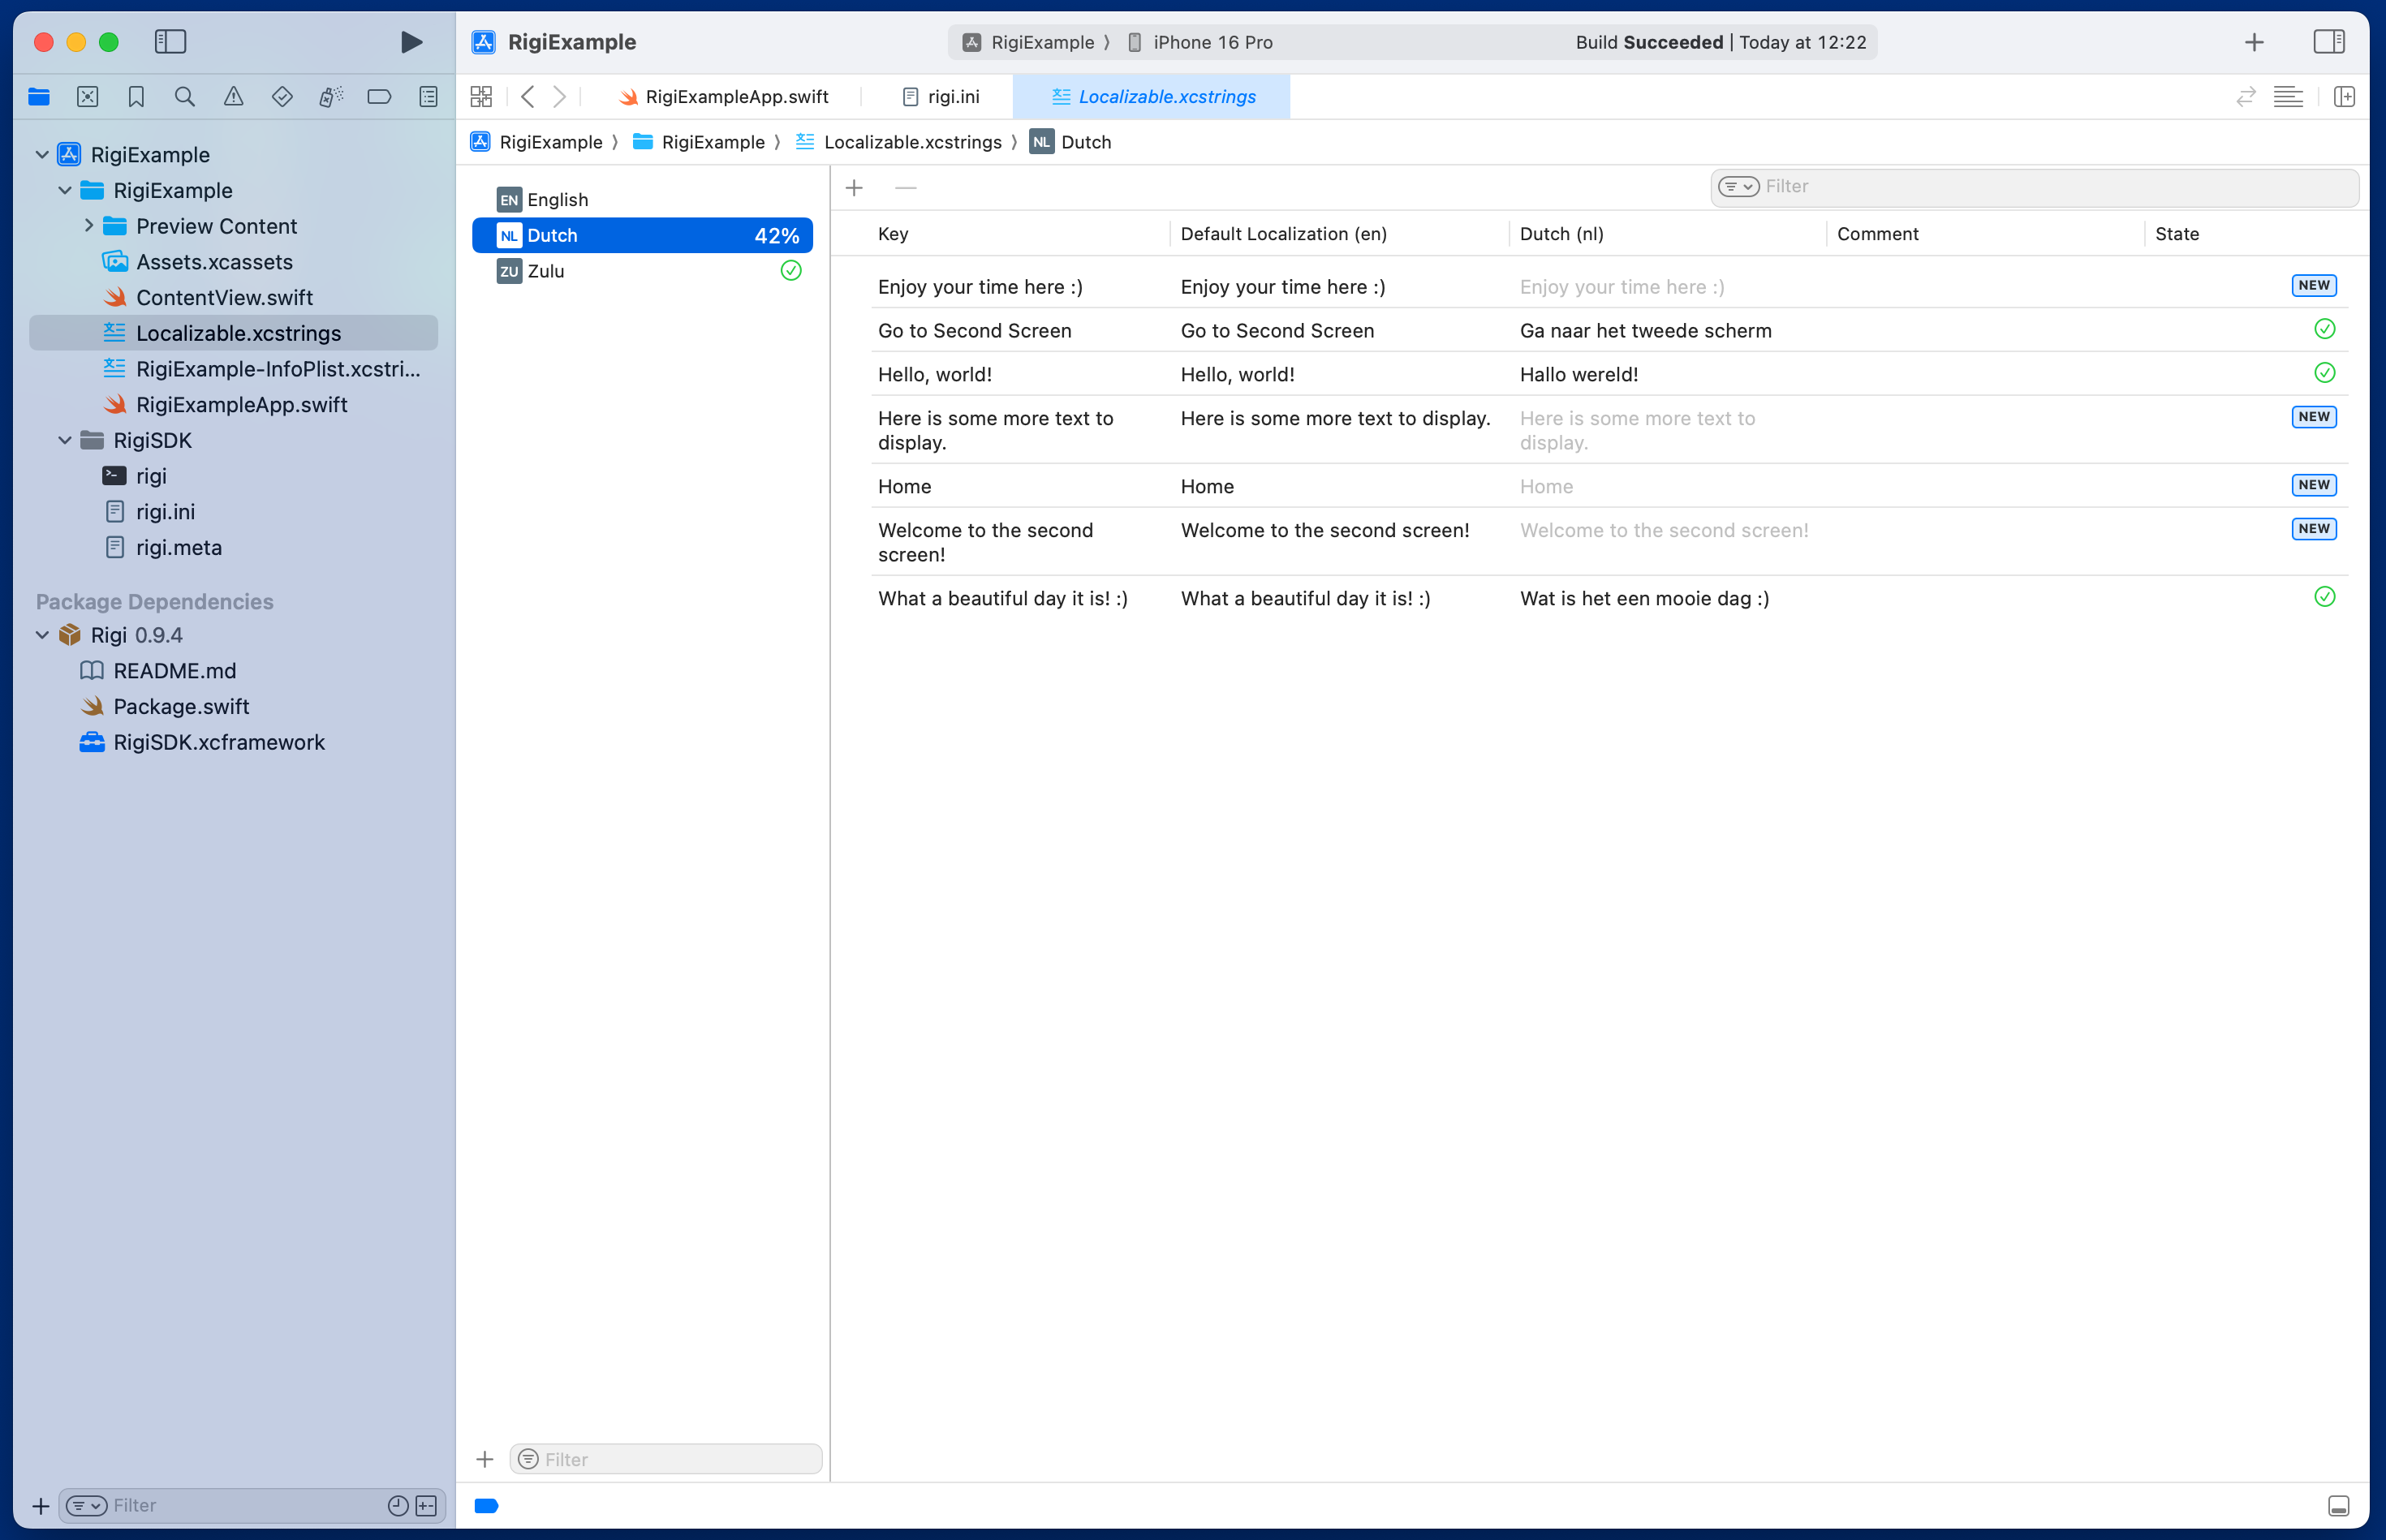 RigiExample
RigiExample
iPhone 16 Pro
Build Succeeded | Today at 12:22
RigiExampleApp.swift
rigi.ini
Localizable.xcstrings
RigiExample
RigiExample
Localizable.xcstrings
NL Dutch
RigiExample
RigiExample
Preview Content
Assets.xcassets
ContentView.swift
Localizable.xcstrings
RigiExample-InfoPlist.xcstri...
RigiExampleApp.swift
RigiSDK
rigi
rigi.ini
rigi.meta
Package Dependencies
Rigi 0.9.4
README.md
Package.swift
RigiSDK.xcframework
Filter
EN English
NL Dutch 42%
ZU Zulu
Filter
Filter
Key Default Localization (en) Dutch (nl) Comment State
Enjoy your time here :) Enjoy your time here :) Enjoy your time here :) NEW
Go to Second Screen Go to Second Screen Ga naar het tweede scherm
Hello, world! Hello, world! Hallo wereld!
Here is some more text to Here is some more text to display. Here is some more text to NEW
display. display.
Home Home Home NEW
Welcome to the second Welcome to the second screen! Welcome to the second screen! NEW
screen!
What a beautiful day it is! :) What a beautiful day it is! :) Wat is het een mooie dag :)